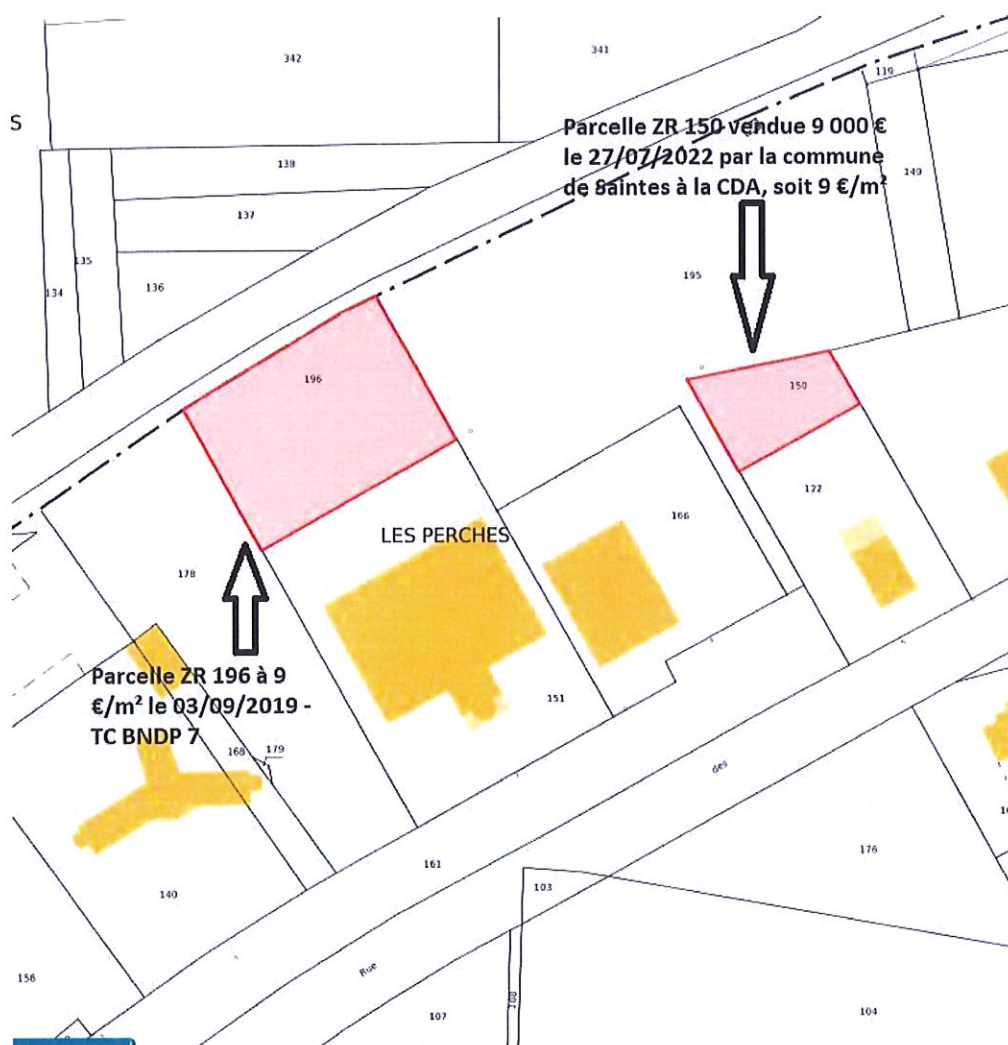 342
341
119
S
Parcelle ZR 150 vendue 9 000 €
le 27/07/2022 par la commune
de Saintes à la CDA, soit 9 €/m²
138
149
137
135
134
136
195
196
150
122
LES PERCHES
166
178
Parcelle ZR 196 à 9
€/m² le 03/09/2019 -
TC BNDP 7
151
168
179
des
161
176
103
140
Rue
158
108
107
104